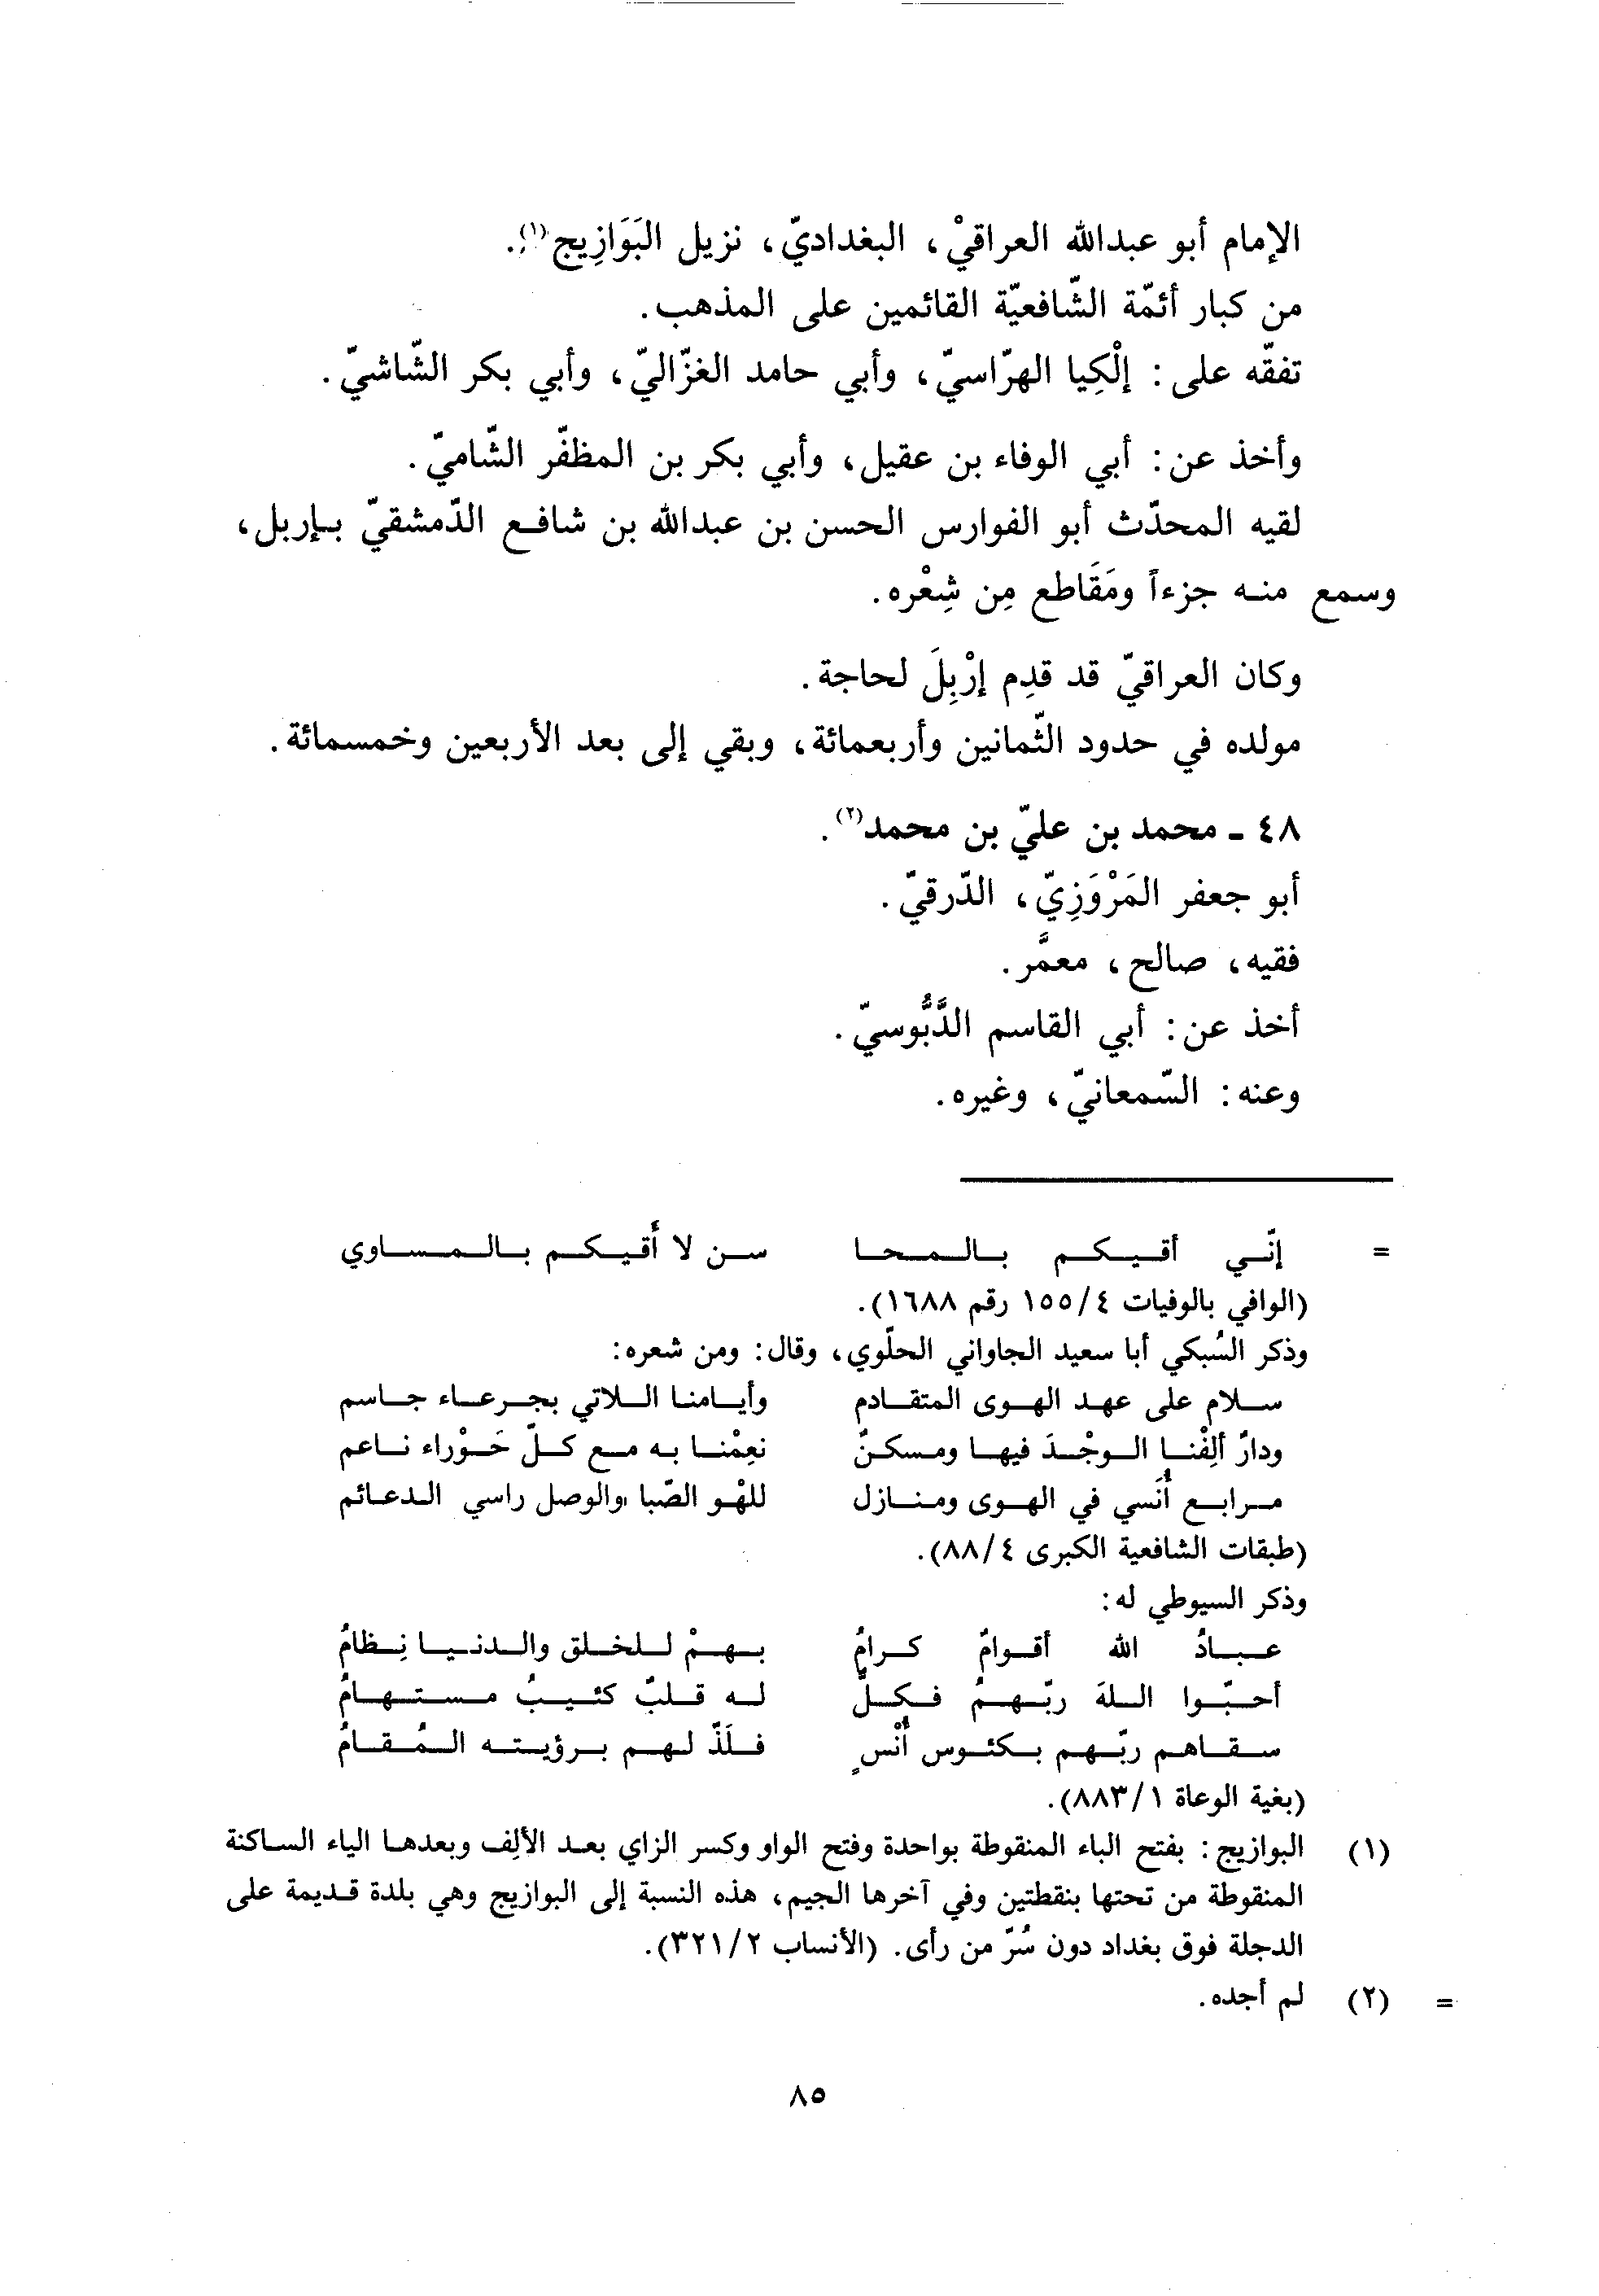 الإمام أبو عبدالله العراقيْ، البغداديّ، نزيل البَوَازِيج(١).
من كبار أئمّة الشّافعيّة القائمين على المذهب.
تفقّه على: إلْكِيا الهرّاسيّ، وأبي حامد الغزّاليّ، وأبي بكر الشّاشيّ.
وأخذ عن: أبي الوفاء بن عقيل، وأبي بكر بن المظفّر الشّاميّ.
لقيه المحدّث أبو الفوارس الحسن بن عبدالله بن شافع الدّمشقيّ بإربل،
وسمع منه جزءاً ومَقَاطع مِن شِعْره.
وكان العراقيّ قد قدِم إرْبِلَ لحاجة.
مولده في حدود الثّمانين وأربعمائة، وبقي إلى بعد الأربعين وخمسمائة.
٤٨ ـ محمد بن عليّ بن محمد(٢).
أبو جعفر المَرْوَزِيّ، الدّرقيّ.
فقيه، صالح، معمَّر.
أخذ عن: أبي القاسم الدَّبُّوسيّ.
وعنه: السّمعانيّ، وغيره.
= إنّي أقيكم بالمحا سن لا أَقيكم بالمساوي
(الوافي بالوفيات ٤/١٥٥ رقم ١٦٨٨).
وذكر السُبكي أبا سعيد الجاواني الحلّوي، وقال: ومن شعره:
سلام على عهد الهوى المتقادم وأيامنا اللاتي بجرعاء جاسم
ودارٌ ألِفْنا الوجْدَ فيها ومسكنٌ نعِمْنا به مع كلّ حَوْراء ناعم
مرابع أُنسي في الهوى ومنازل للهْو الصّبا والوصل راسي الدعائم
(طبقات الشافعية الكبرى ٤/٨٨).
وذكر السيوطي له:
عبادُ الله أقوامٌ كرامُ بهمْ للخلق والدنيا نِظامُ
أحبّوا اللهَ ربّهمُ فكلٌ له قلبٌ كئيبُ مستهامُ
سقاهم ربّهم بكئوس أُنْسٍ فلَذّ لهم برؤيته المُقامُ
(بغية الوعاة ١/٨٨٣).
(١) البوازيج: بفتح الباء المنقوطة بواحدة وفتح الواو وكسر الزاي بعد الألِف وبعدها الياء الساكنة
المنقوطة من تحتها بنقطتين وفي آخرها الجيم، هذه النسبة إلى البوازيج وهي بلدة قديمة على
الدجلة فوق بغداد دون سُرّ من رأى. (الأنساب ٢/٣٢١).
= (٢) لم أجده.
٨٥